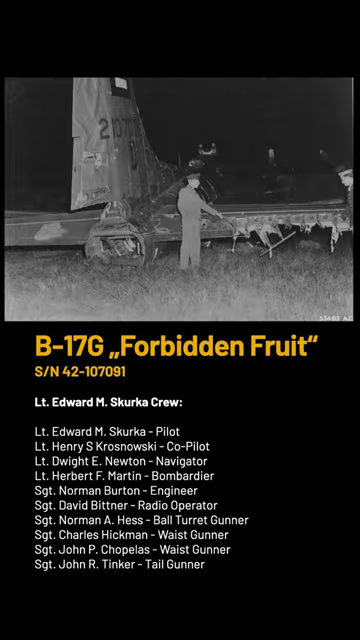 53483 AC
B-17G „Forbidden Fruit“
S/N 42-107091
Lt. Edward M. Skurka Crew:
Lt. Edward M. Skurka - Pilot
Lt. Henry S Krosnowski - Co-Pilot
Lt. Dwight E. Newton - Navigator
Lt. Herbert F. Martin - Bombardier
Sgt. Norman Burton - Engineer
Sgt. David Bittner - Radio Operator
Sgt. Norman A. Hess - Ball Turret Gunner
Sgt. Charles Hickman - Waist Gunner
Sgt. John P. Chopelas - Waist Gunner
Sgt. John R. Tinker - Tail Gunner